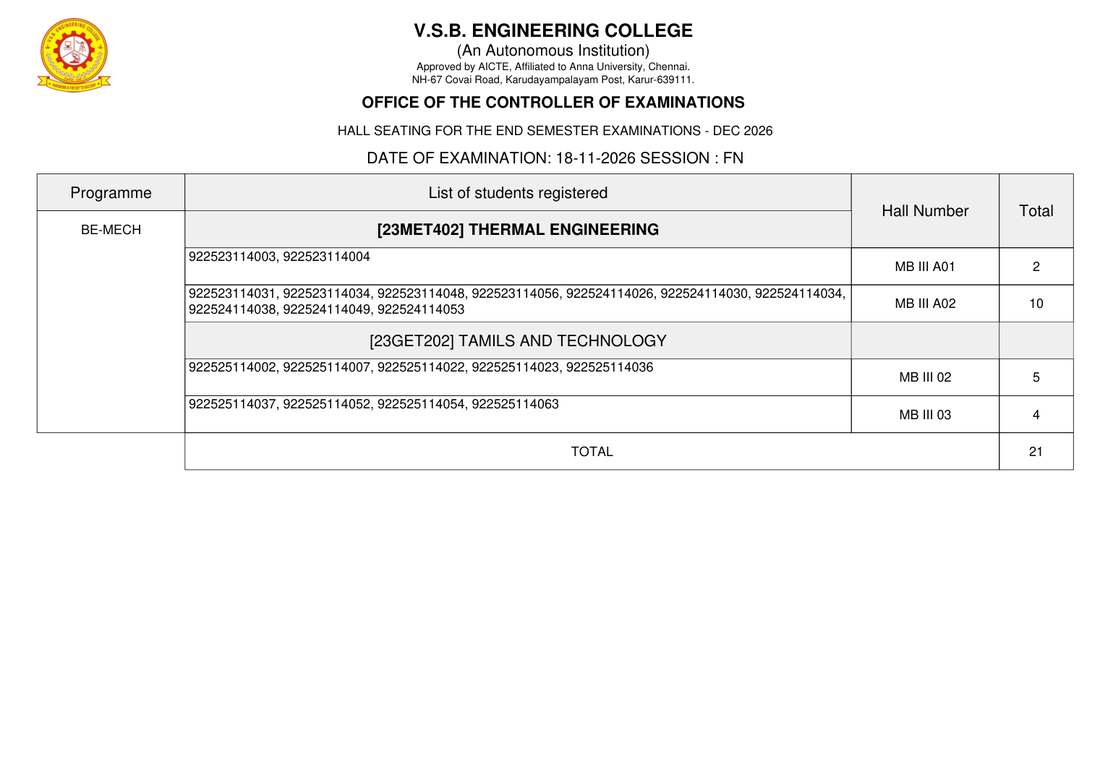 V.S.B. ENGINEERING COLLEGE
(An Autonomous Institution)
Approved by AICTE, Affiliated to Anna University, Chennai.
NH-67 Covai Road, Karudayampalayam Post, Karur-639111.
OFFICE OF THE CONTROLLER OF EXAMINATIONS
HALL SEATING FOR THE END SEMESTER EXAMINATIONS - DEC 2026
DATE OF EXAMINATION: 18-11-2026 SESSION : FN
Programme List of students registered Hall Number Total
BE-MECH [23MET402] THERMAL ENGINEERING
922523114003, 922523114004 MB III A01 2
922523114031, 922523114034, 922523114048, 922523114056, 922524114026, 922524114030, 922524114034,
922524114038, 922524114049, 922524114053 MB III A02 10
[23GET202] TAMILS AND TECHNOLOGY
922525114002, 922525114007, 922525114022, 922525114023, 922525114036 MB III 02 5
922525114037, 922525114052, 922525114054, 922525114063 MB III 03 4
TOTAL 21